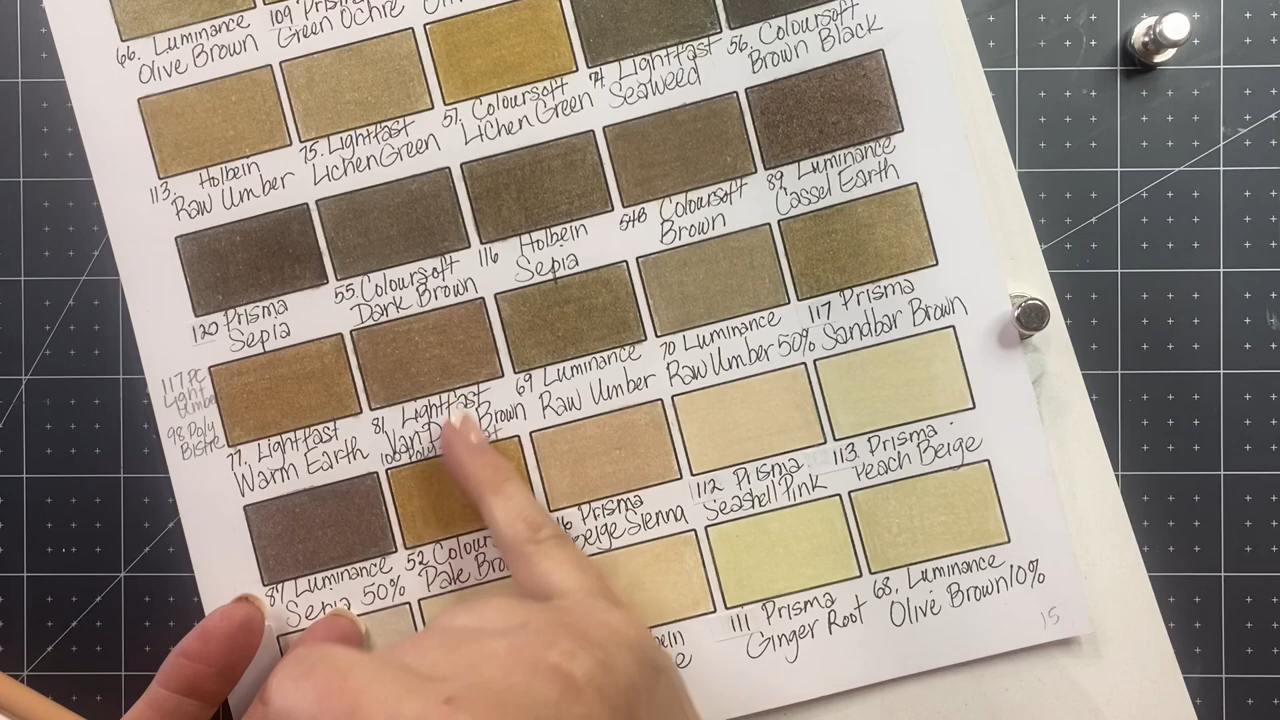 66. Luminance
Olive Brown
109 Prisma
Green Ochre
113. Holbein
Raw Umber
75. Lightfast
Lichen Green
57. Coloursoft
Lichen Green
74. Lightfast
Seaweed
56. Coloursoft
Brown Black
120 Prisma
Sepia
55. Coloursoft
Dark Brown
116 Holbein
Sepia
54B Coloursoft
Brown
89 Luminance
Cassel Earth
117 PC
Light
Umber
98 Poly
Bistre
77. Lightfast
Warm Earth
81 Lightfast
Van Brown
69 Luminance
Raw Umber
70 Luminance
Raw Umber 50%
117 Prisma
Sandbar Brown
87 Luminance
Sepia 50%
52 Colour
Pale
Prisma
Beige Sienna
112 Prisma
Seashell Pink
113. Prisma
Peach Beige
111 Prisma
Ginger Root
68. Luminance
Olive Brown 10%
15